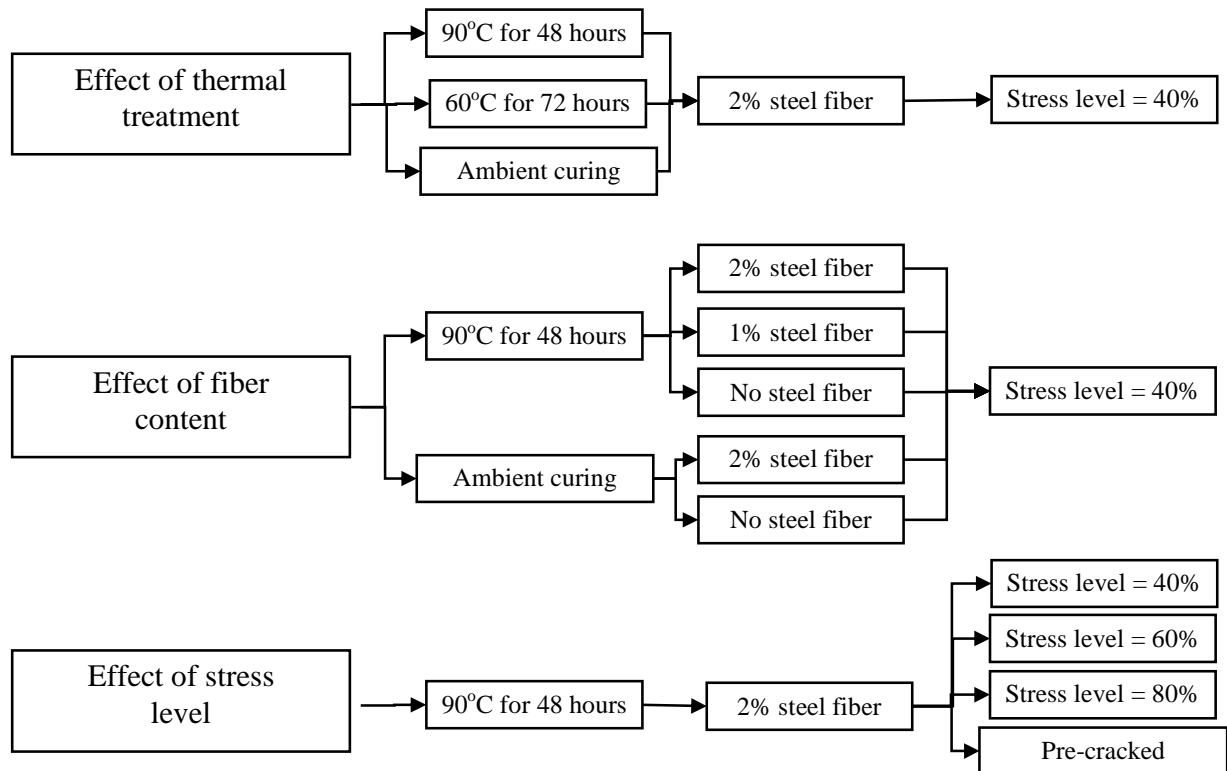 Effect of thermal
treatment
90°C for 48 hours
60°C for 72 hours
Ambient curing
2% steel fiber
Stress level = 40%
Effect of fiber
content
90°C for 48 hours
Ambient curing
2% steel fiber
1% steel fiber
No steel fiber
2% steel fiber
No steel fiber
Stress level = 40%
Effect of stress
level
90°C for 48 hours
2% steel fiber
Stress level = 40%
Stress level = 60%
Stress level = 80%
Pre-cracked